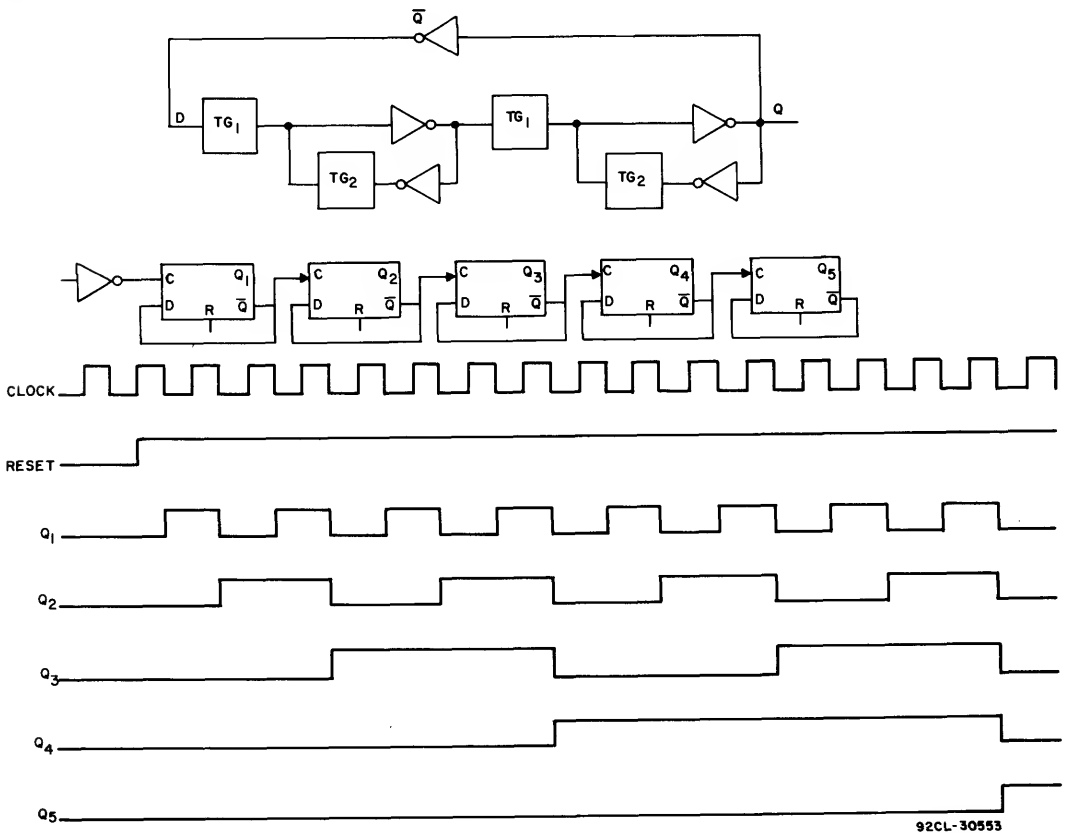 Q̅
D TG₁ TG₁ Q
TG₂ TG₂
C Q₁ C Q₂ C Q₃ C Q₄ C Q₅
D R Q̅ D R Q̅ D R Q̅ D R Q̅ D R Q̅
CLOCK
RESET
Q₁
Q₂
Q₃
Q₄
Q₅
92CL-30553